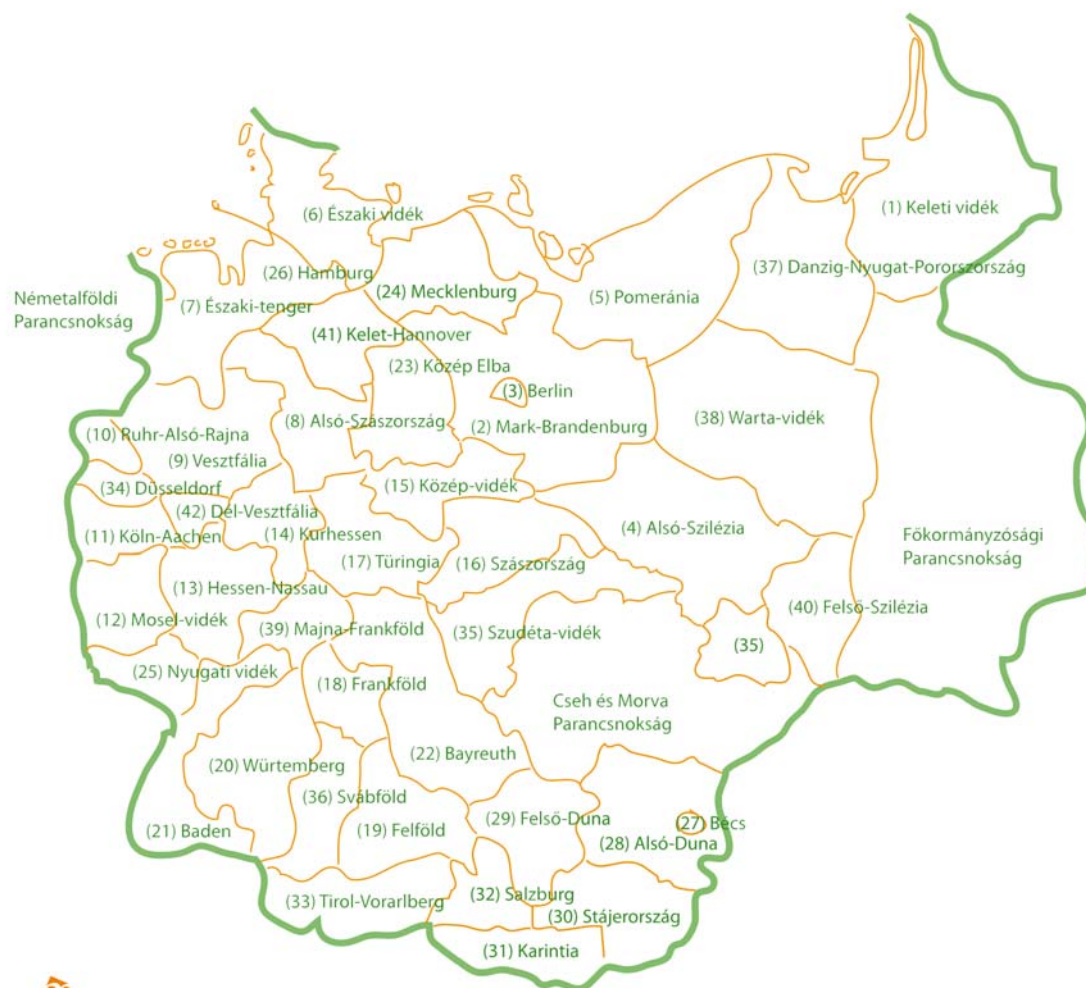 (1) Keleti vidék
(6) Északi vidék
(37) Danzig-Nyugat-Pororszország
(26) Hamburg
(24) Mecklenburg
(5) Pomeránia
Németalföldi
Parancsnokság
(7) Északi-tenger
(41) Kelet-Hannover
(23) Közép Elba
(3) Berlin
(8) Alsó-Szászország
(2) Mark-Brandenburg
(38) Warta-vidék
(10) Ruhr-Alsó-Rajna
(9) Vesztfália
(34) Düsseldorf
(15) Közép-vidék
(42) Dél-Vesztfália
(11) Köln-Aachen
(14) Kurhessen
(4) Alsó-Szilézia
Főkormányzósági
Parancsnokság
(17) Türingia
(16) Szászország
(13) Hessen-Nassau
(40) Felső-Szilézia
(12) Mosel-vidék
(39) Majna-Frankföld
(35) Szudéta-vidék
(35)
(25) Nyugati vidék
(18) Frankföld
Cseh és Morva
Parancsnokság
(22) Bayreuth
(20) Würtemberg
(36) Svábföld
(29) Felső-Duna
(27) Bécs
(21) Baden
(19) Felföld
(28) Alsó-Duna
(33) Tirol-Vorarlberg
(32) Salzburg
(30) Stájerország
(31) Karintia